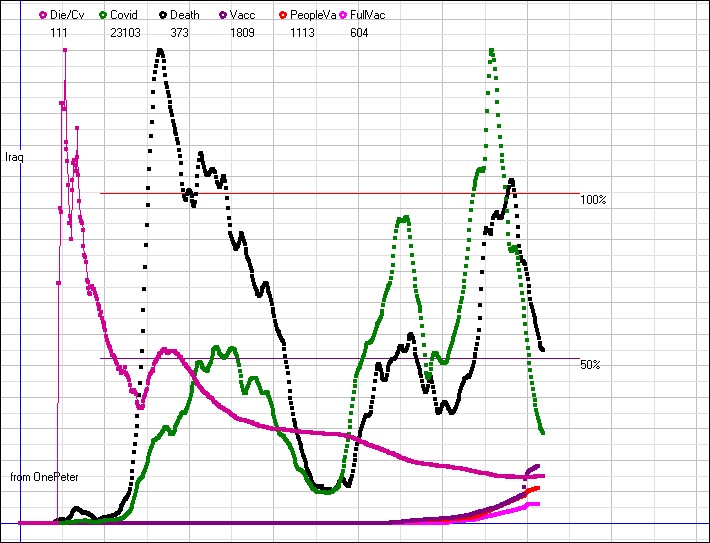 Die/Cv Covid Death Vacc PeopleVa FullVac
111 23103 373 1809 1113 604
Iraq
100%
50%
from OnePeter